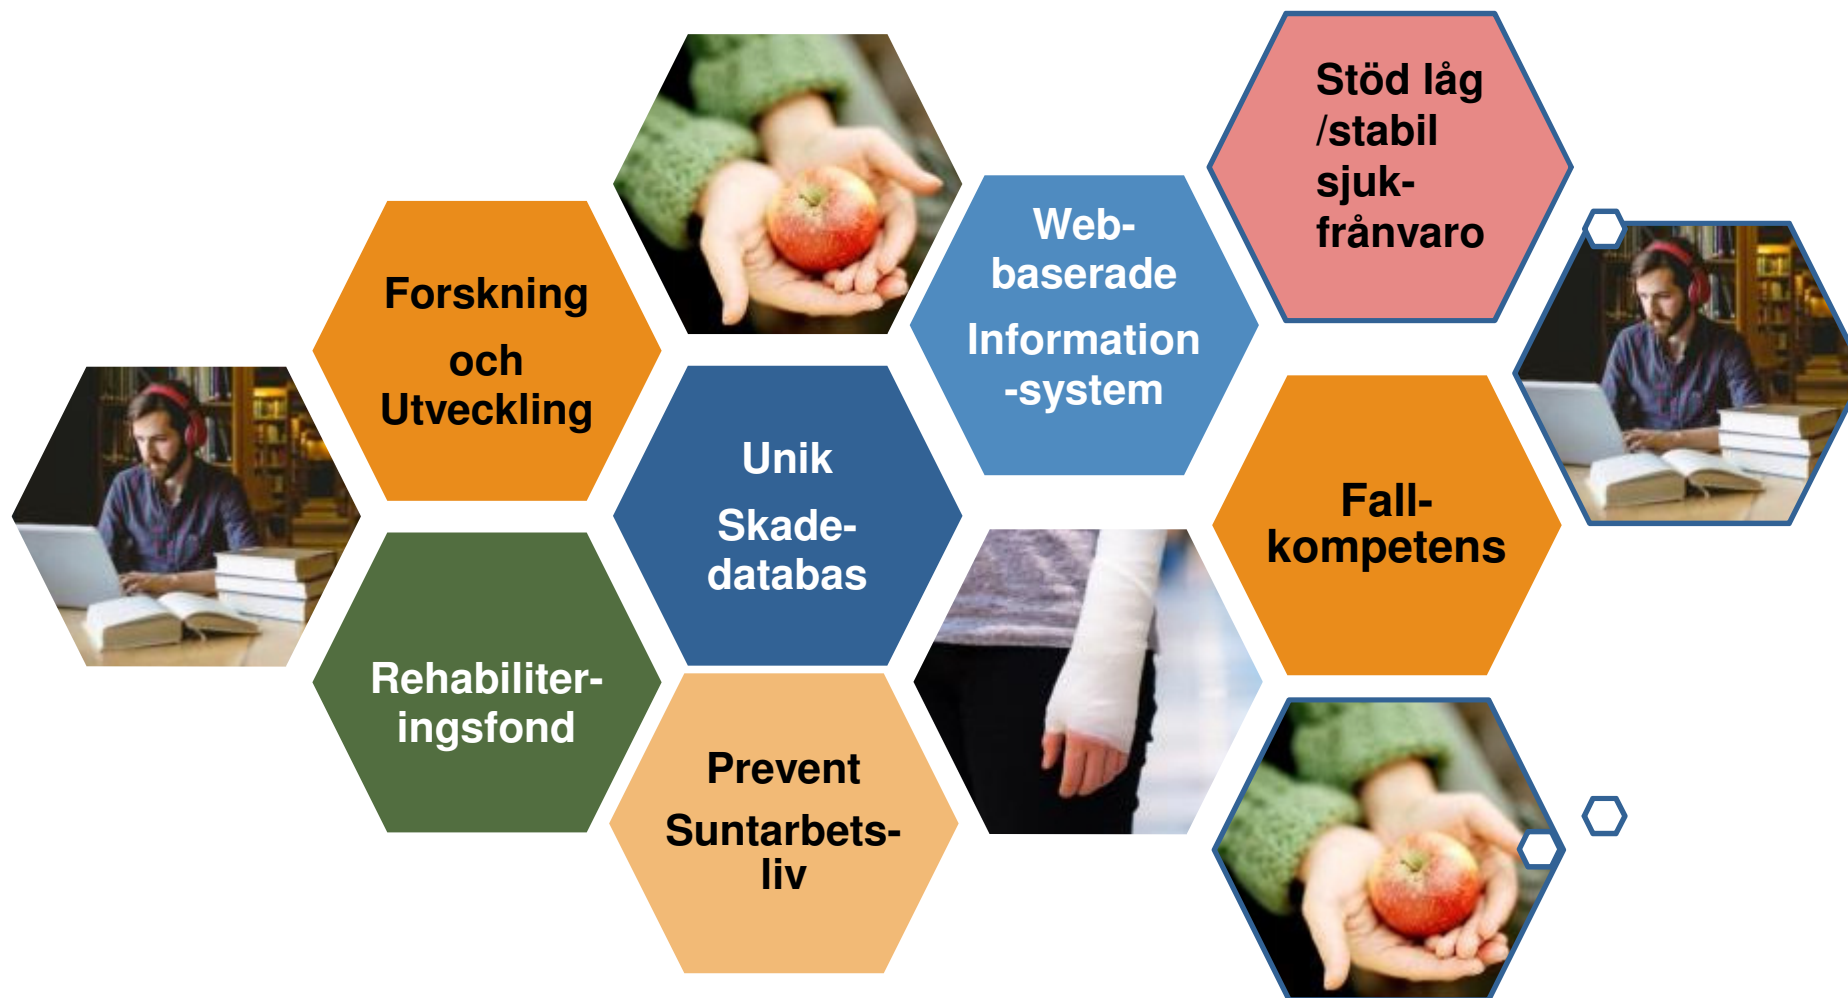 Stöd låg
/stabil
sjuk-
frånvaro
Web-
baserade
Information
-system
Forskning
och
Utveckling
Unik
Skade-
databas
Fall-
kompetens
Rehabiliter-
ingsfond
Prevent
Suntarbets-
liv